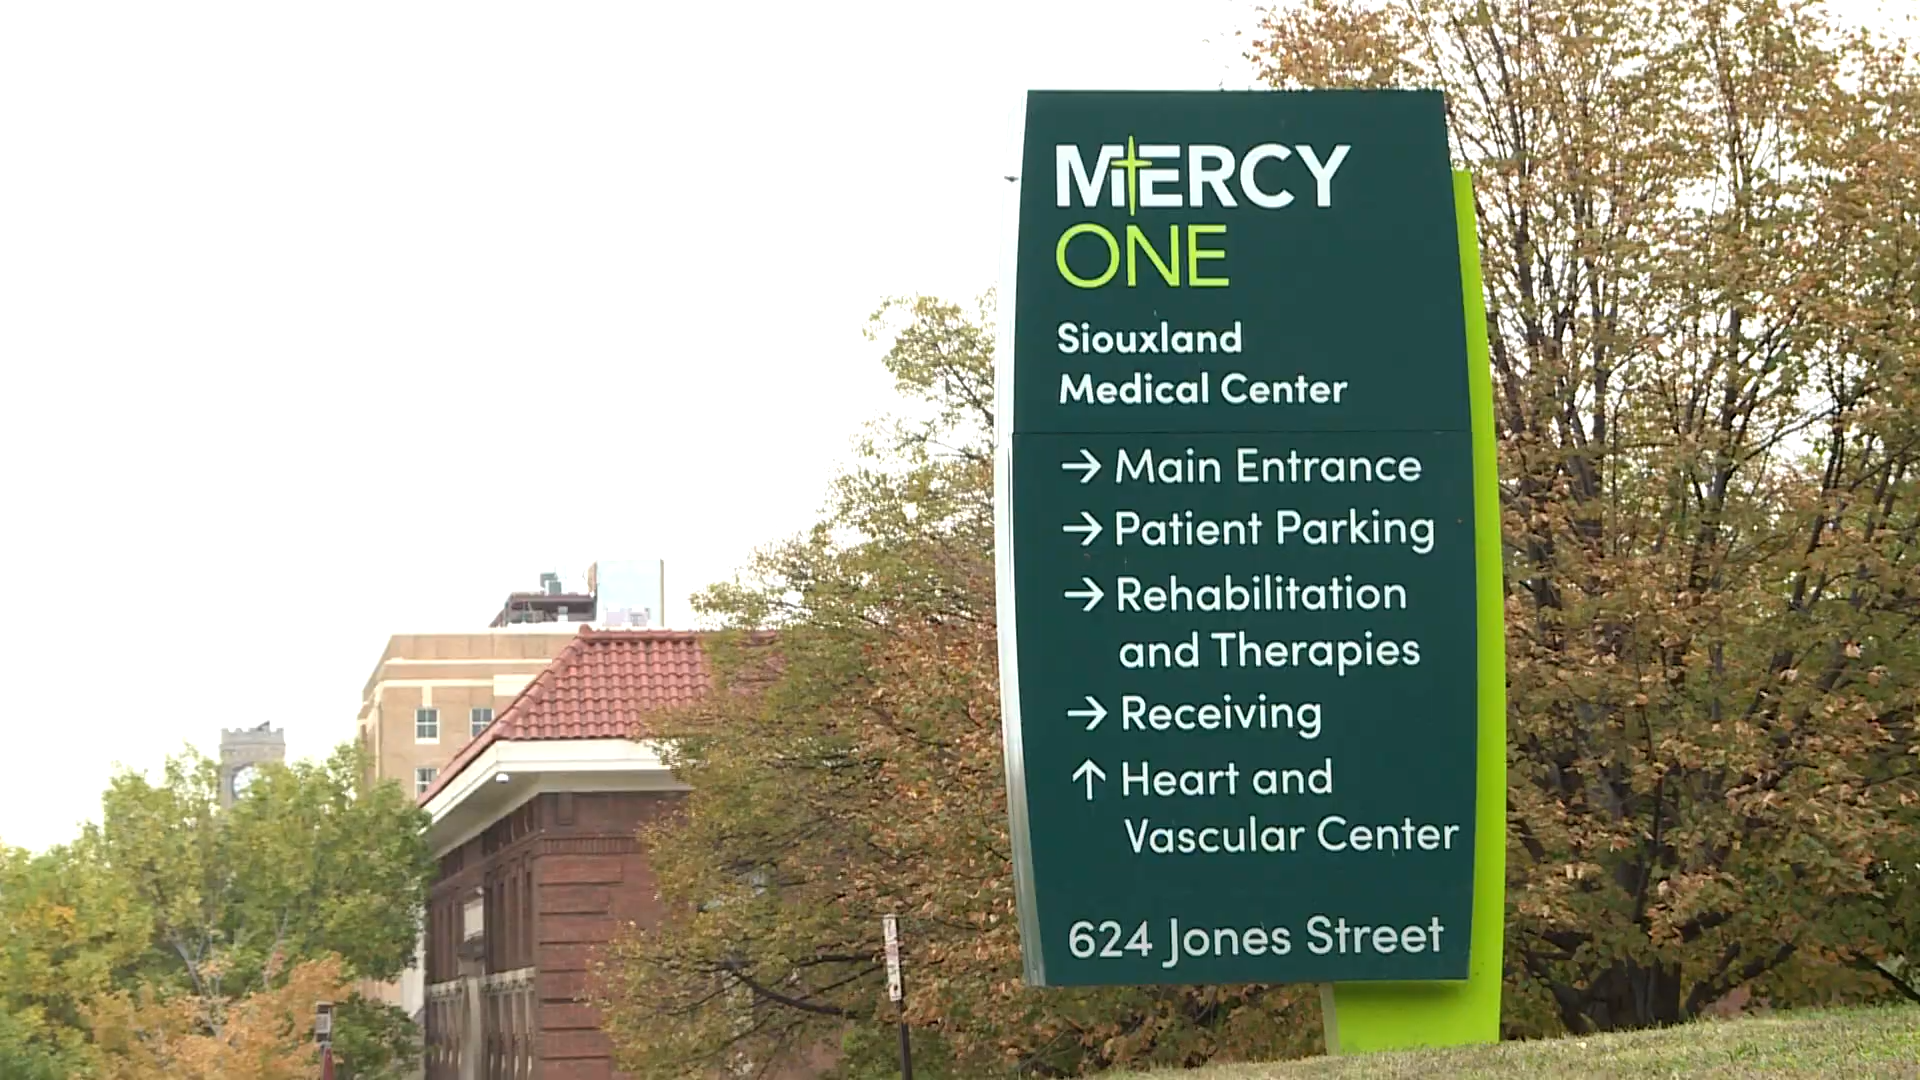 MERCY
ONE
Siouxland
Medical Center
→ Main Entrance
→ Patient Parking
→ Rehabilitation
and Therapies
→ Receiving
↑ Heart and
Vascular Center
624 Jones Street